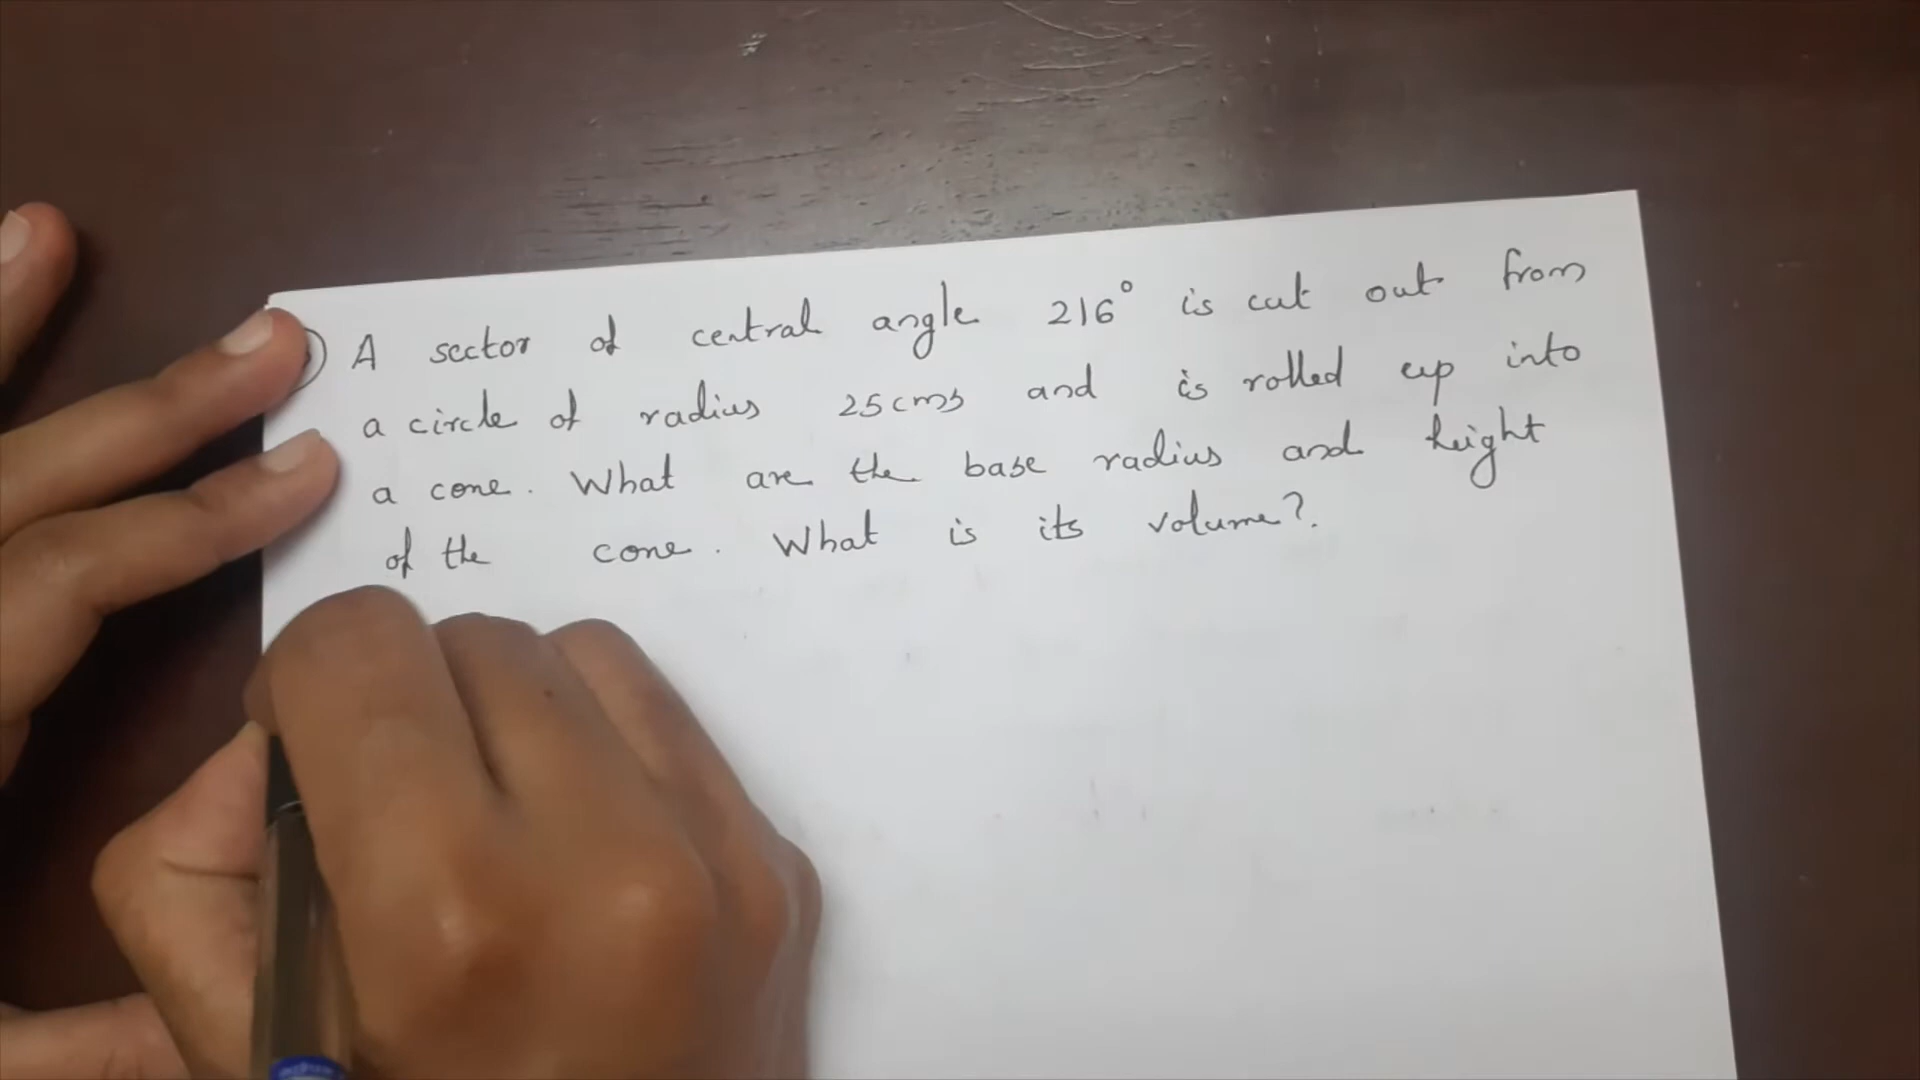 A sector of central angle 216° is cut out from
a circle of radius 25cms and is rolled up into
a cone. What are the base radius and height
of the cone. What is its volume?.